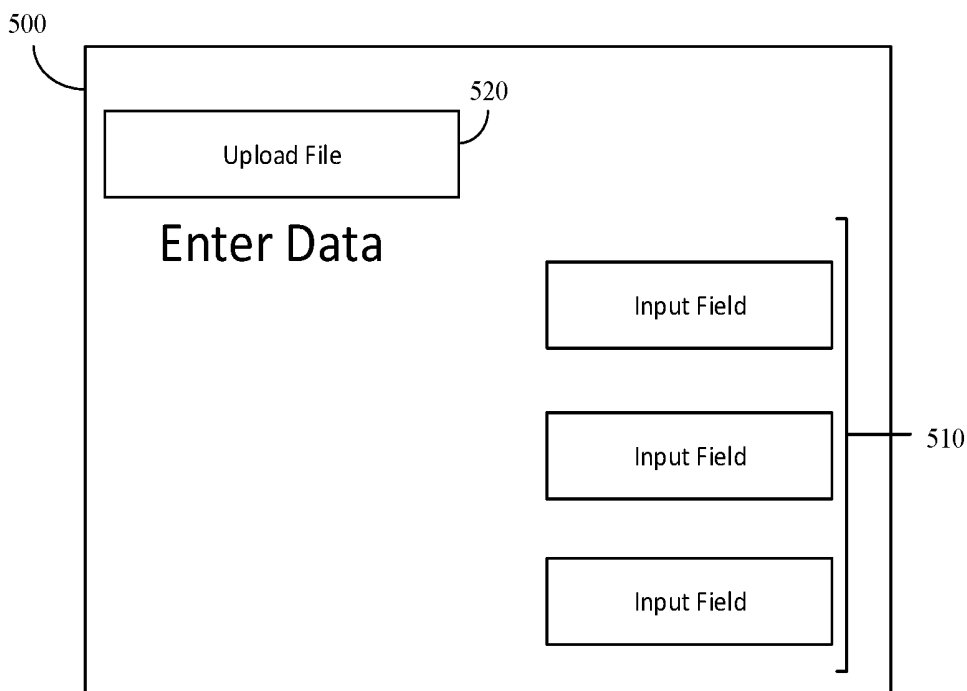 500
520
Upload File
Enter Data
Input Field
Input Field
510
Input Field